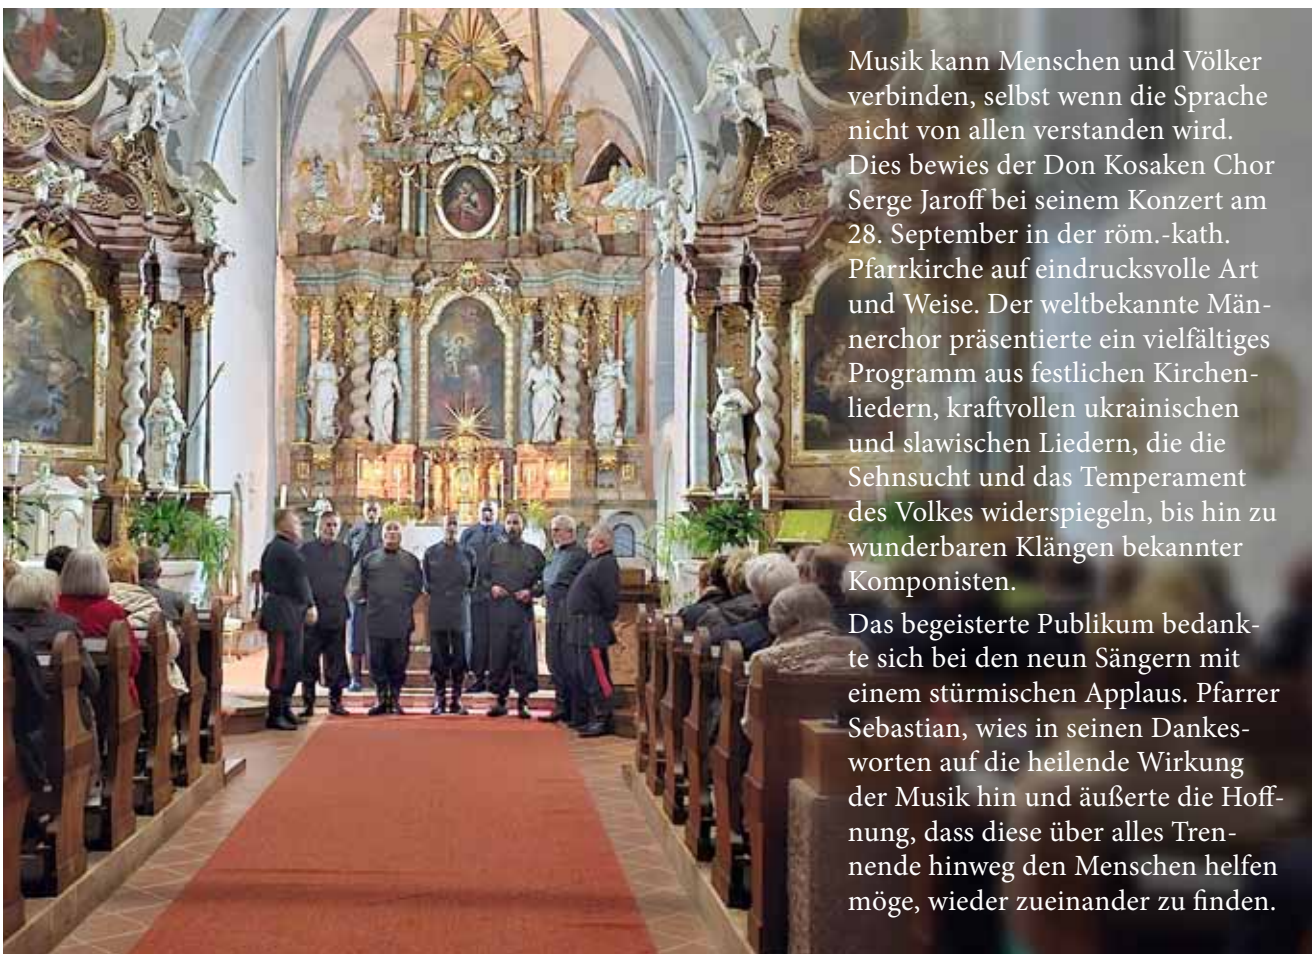 Musik kann Menschen und Völker
verbinden, selbst wenn die Sprache
nicht von allen verstanden wird.
Dies bewies der Don Kosaken Chor
Serge Jaroff bei seinem Konzert am
28. September in der röm.-kath.
Pfarrkirche auf eindrucksvolle Art
und Weise. Der weltbekannte Män-
nerchor präsentierte ein vielfältiges
Programm aus festlichen Kirchen-
liedern, kraftvollen ukrainischen
und slawischen Liedern, die die
Sehnsucht und das Temperament
des Volkes widerspiegeln, bis hin zu
wunderbaren Klängen bekannter
Komponisten.
Das begeisterte Publikum bedank-
te sich bei den neun Sängern mit
einem stürmischen Applaus. Pfarrer
Sebastian, wies in seinen Dankes-
worten auf die heilende Wirkung
der Musik hin und äußerte die Hoff-
nung, dass diese über alles Tren-
nende hinweg den Menschen helfen
möge, wieder zueinander zu finden.